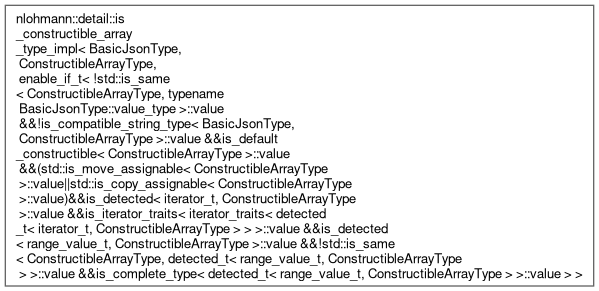 nlohmann::detail::is
_constructible_array
_type_impl< BasicJsonType,
ConstructibleArrayType,
enable_if_t< !std::is_same
< ConstructibleArrayType, typename
BasicJsonType::value_type >::value
&&!is_compatible_string_type< BasicJsonType,
ConstructibleArrayType >::value &&is_default
_constructible< ConstructibleArrayType >::value
&&(std::is_move_assignable< ConstructibleArrayType
>::value||std::is_copy_assignable< ConstructibleArrayType
>::value)&&is_detected< iterator_t, ConstructibleArrayType
>::value &&is_iterator_traits< iterator_traits< detected
_t< iterator_t, ConstructibleArrayType > > >::value &&is_detected
< range_value_t, ConstructibleArrayType >::value &&!std::is_same
< ConstructibleArrayType, detected_t< range_value_t, ConstructibleArrayType
> >::value &&is_complete_type< detected_t< range_value_t, ConstructibleArrayType > >::value > >